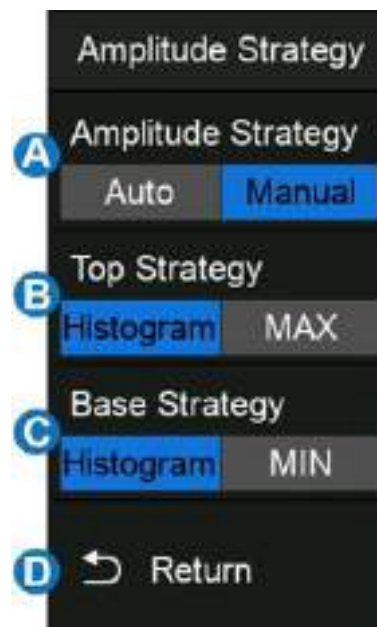 Amplitude Strategy
A
Amplitude Strategy
Auto Manual
B
Top Strategy
Histogram MAX
C
Base Strategy
Histogram MIN
D
Return